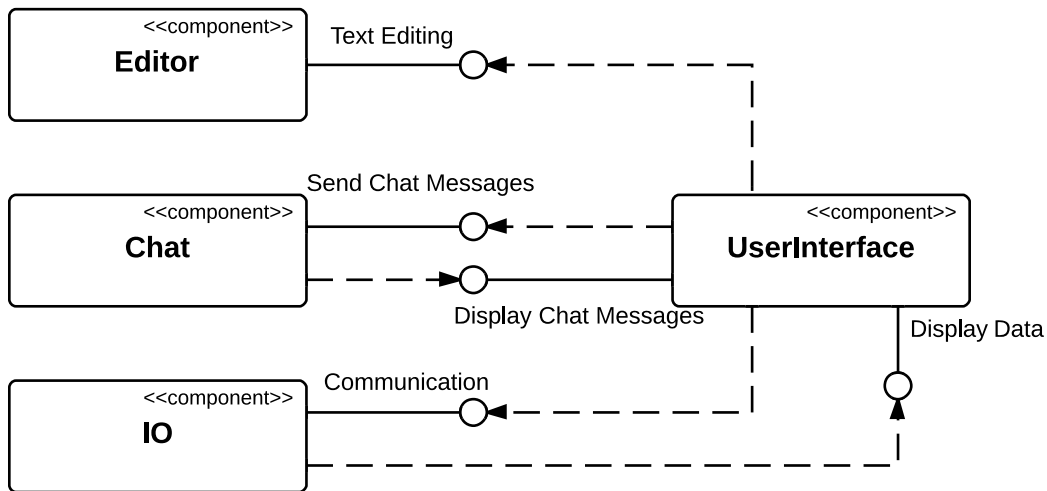 <<component>>
Editor
Text Editing
<<component>>
Chat
Send Chat Messages
Display Chat Messages
<<component>>
UserInterface
Display Data
<<component>>
IO
Communication